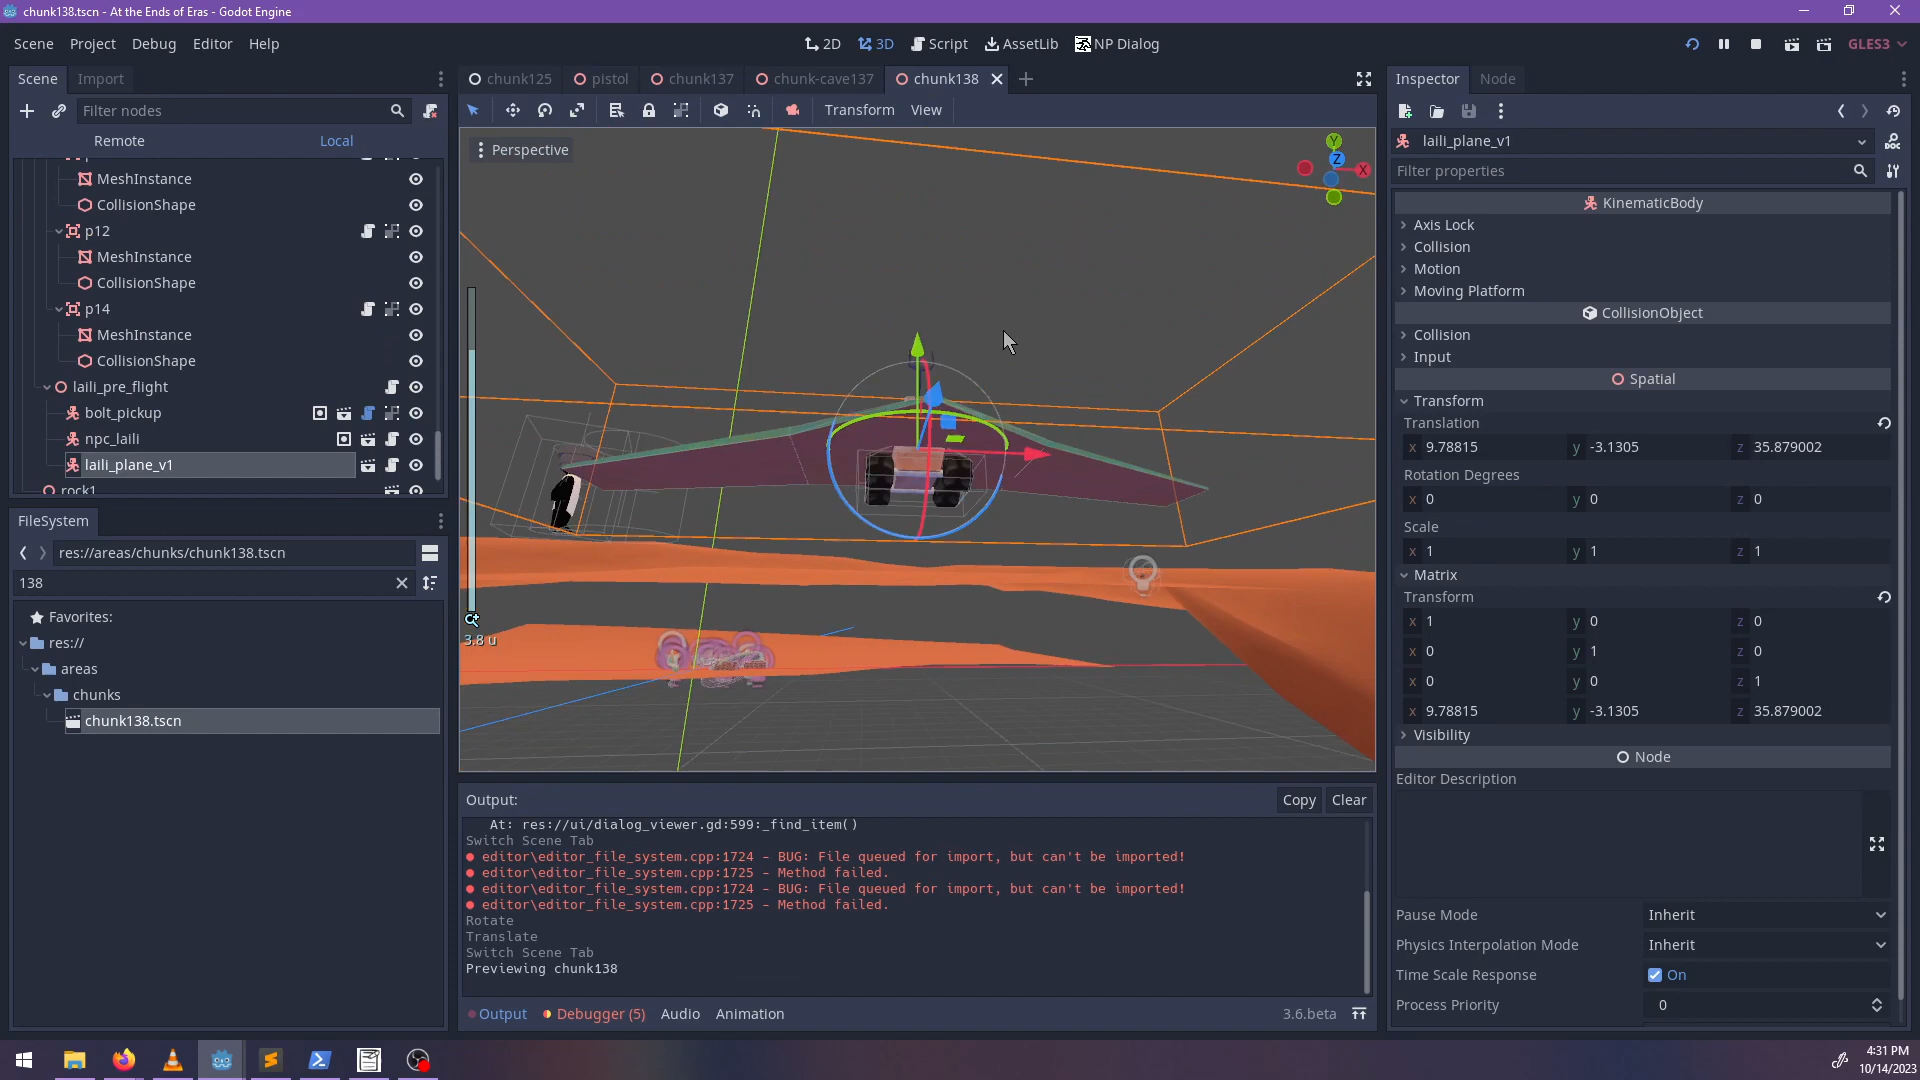 chunk138.tscn - At the Ends of Eras - Godot Engine
Scene Project Debug Editor Help
2D 3D Script AssetLib NP Dialog
GLES3
Scene Import
chunk125 pistol chunk137 chunk-cave137 chunk138
Inspector Node
Filter nodes
Transform View
Remote Local
laili_plane_v1
Perspective
Filter properties
Y
Z
X
MeshInstance
CollisionShape
p12
MeshInstance
CollisionShape
p14
MeshInstance
CollisionShape
laili_pre_flight
bolt_pickup
npc_laili
laili_plane_v1
rock1
KinematicBody
Axis Lock
Collision
Motion
Moving Platform
CollisionObject
Collision
Input
Spatial
Transform
Translation
x 9.78815 y -3.1305 z 35.879002
Rotation Degrees
x 0 y 0 z 0
Scale
x 1 y 1 z 1
Matrix
Transform
x 1 y 0 z 0
x 0 y 1 z 0
x 0 y 0 z 1
x 9.78815 y -3.1305 z 35.879002
Visibility
Node
Editor Description
Pause Mode Inherit
Physics Interpolation Mode Inherit
Time Scale Response On
Process Priority 0
3.8 u
FileSystem
res://areas/chunks/chunk138.tscn
138
Favorites:
res://
areas
chunks
chunk138.tscn
Output:
Copy Clear
At: res://ui/dialog_viewer.gd:599:_find_item()
Switch Scene Tab
editor\editor_file_system.cpp:1724 - BUG: File queued for import, but can't be imported!
editor\editor_file_system.cpp:1725 - Method failed.
editor\editor_file_system.cpp:1724 - BUG: File queued for import, but can't be imported!
editor\editor_file_system.cpp:1725 - Method failed.
Rotate
Translate
Switch Scene Tab
Previewing chunk138
Output Debugger (5) Audio Animation
3.6.beta
4:31 PM
10/14/2023